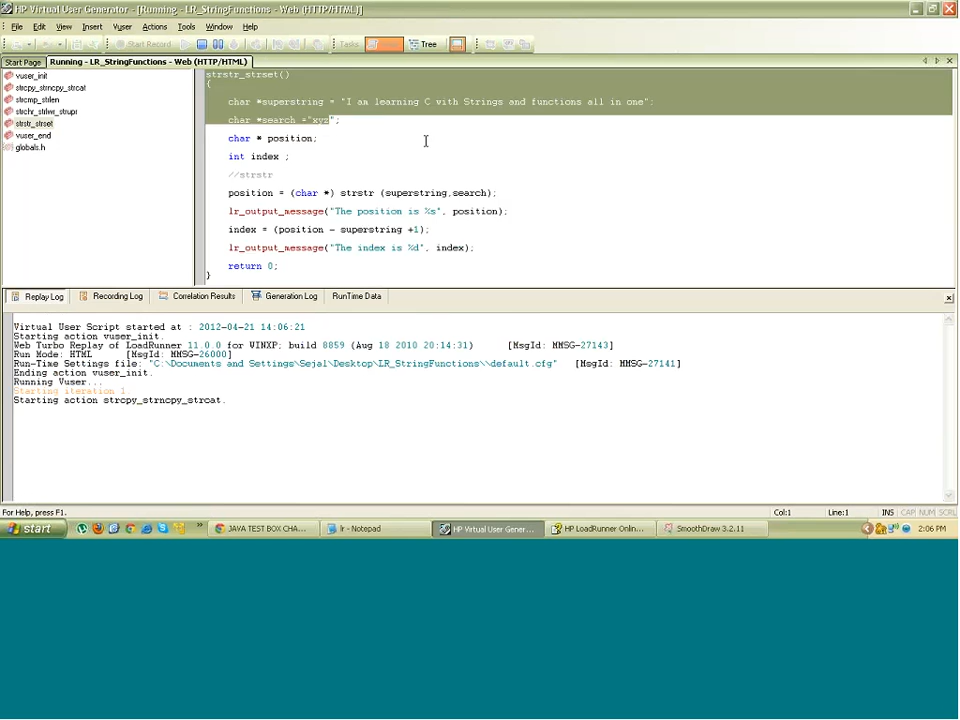 HP Virtual User Generator - [Running - LR_StringFunctions - Web (HTTP/HTML)]
File Edit View Insert Vuser Actions Tools Window Help
Start Record Tasks Tree
Start Page Running - LR_StringFunctions - Web (HTTP/HTML)
vuser_init
strcpy_strncpy_strcat
strcmp_strlen
strchr_strlwr_strupr
strstr_strset
vuser_end
globals.h
strstr_strset()
{
char *superstring = "I am learning C with Strings and functions all in one";
char *search ="xyz";
char * position;
int index ;
//strstr
position = (char *) strstr (superstring,search);
lr_output_message("The position is %s", position);
index = (position - superstring +1);
lr_output_message("The index is %d", index);
return 0;
}
Replay Log Recording Log Correlation Results Generation Log RunTime Data
Virtual User Script started at : 2012-04-21 14:06:21
Starting action vuser_init.
Web Turbo Replay of LoadRunner 11.0.0 for WINXP; build 8859 (Aug 18 2010 20:14:31) [MsgId: MMSG-27143]
Run Mode: HTML [MsgId: MMSG-26000]
Run-Time Settings file: "C:\Documents and Settings\Sejal\Desktop\LR_StringFunctions\\default.cfg" [MsgId: MMSG-27141]
Ending action vuser_init.
Running Vuser...
Starting iteration 1.
Starting action strcpy_strncpy_strcat.
For Help, press F1. Col:1 Line:1 INS CAP NUM SCRL
start JAVA TEST BOX CHA... lr - Notepad HP Virtual User Gener... HP LoadRunner Onlin... SmoothDraw 3.2.11 2:06 PM